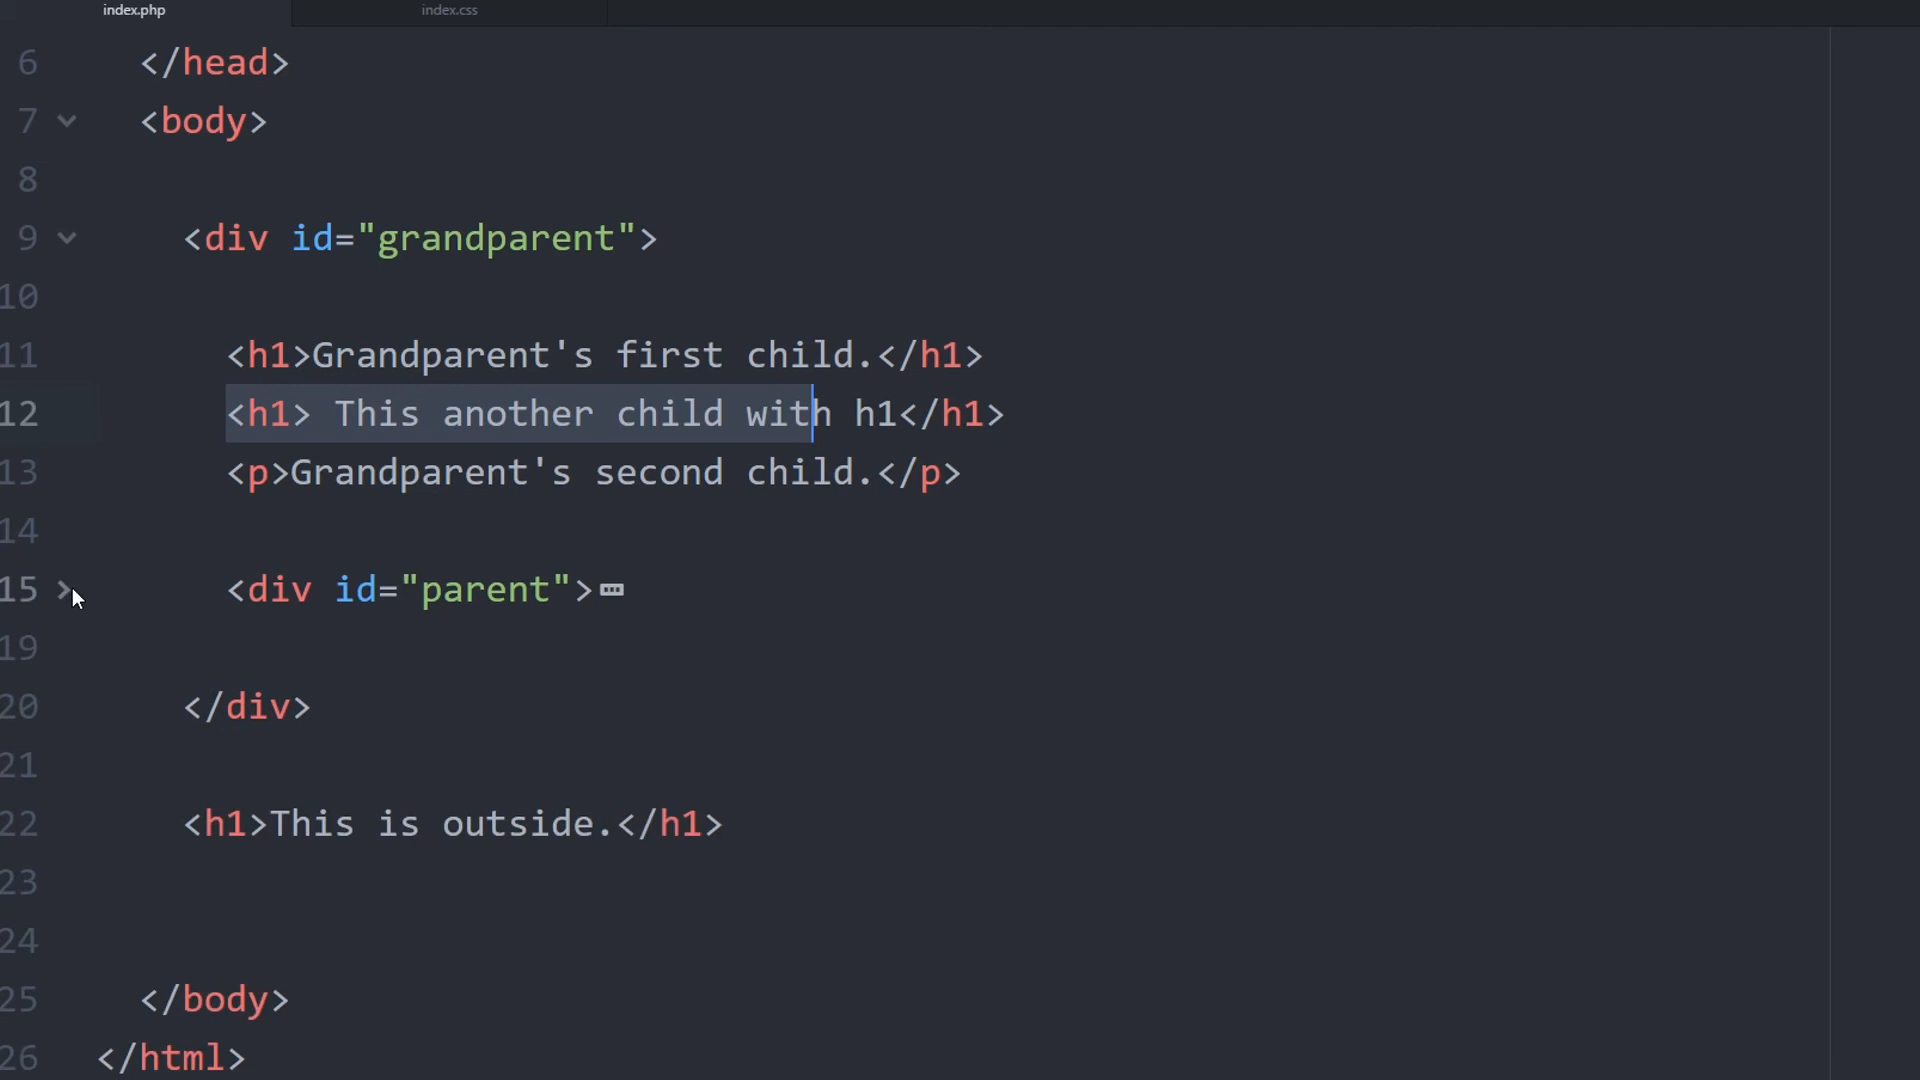 index.php index.css
6 </head>
7 <body>
8
9 <div id="grandparent">
10
11 <h1>Grandparent's first child.</h1>
12 <h1> This another child with h1</h1>
13 <p>Grandparent's second child.</p>
14
15 <div id="parent">
19
20 </div>
21
22 <h1>This is outside.</h1>
23
24
25 </body>
26 </html>